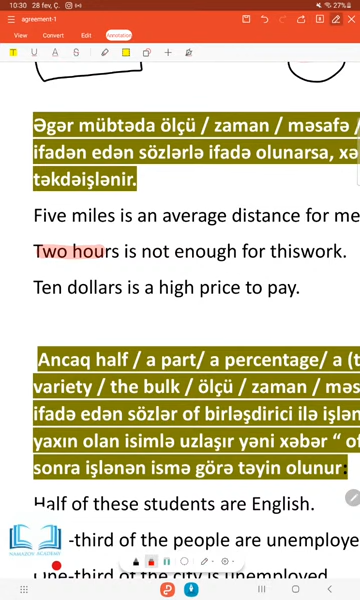 10:30 28 fev, Ç. 27%
agreement-1
View Convert Edit Annotation
Əgər mübtəda ölçü / zaman / məsafə /
ifadən edən sözlərlə ifadə olunarsa, xə
təkdəişlənir.
Five miles is an average distance for me
Two hours is not enough for thiswork.
Ten dollars is a high price to pay.
Ancaq half / a part/ a percentage/ a (t
variety / the bulk / ölçü / zaman / məs
ifadə edən sözlər of birləşdirici ilə işlən
yaxın olan isimlə uzlaşır yəni xəbər “ of
sonra işlənən ismə görə təyin olunur:
Half of these students are English.
-third of the people are unemploye
One-third of the city is unemployed